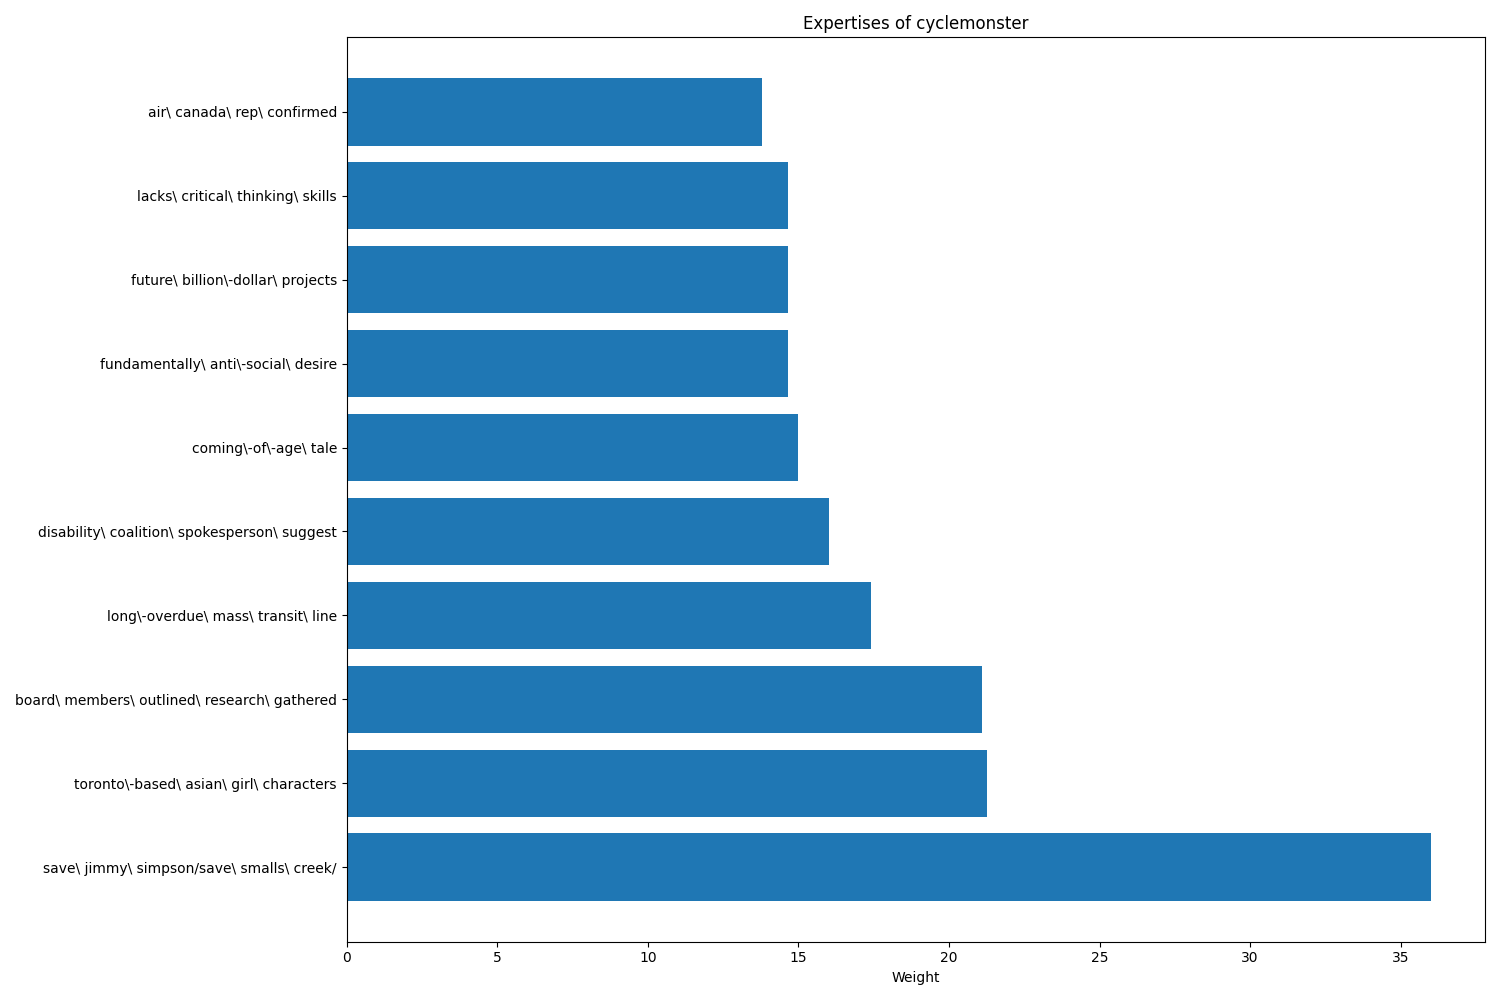 Expertises of cyclemonster
air\ canada\ rep\ confirmed
lacks\ critical\ thinking\ skills
future\ billion\-dollar\ projects
fundamentally\ anti\-social\ desire
coming\-of\-age\ tale
disability\ coalition\ spokesperson\ suggest
long\-overdue\ mass\ transit\ line
board\ members\ outlined\ research\ gathered
toronto\-based\ asian\ girl\ characters
save\ jimmy\ simpson/save\ smalls\ creek/
0 5 10 15 20 25 30 35
Weight